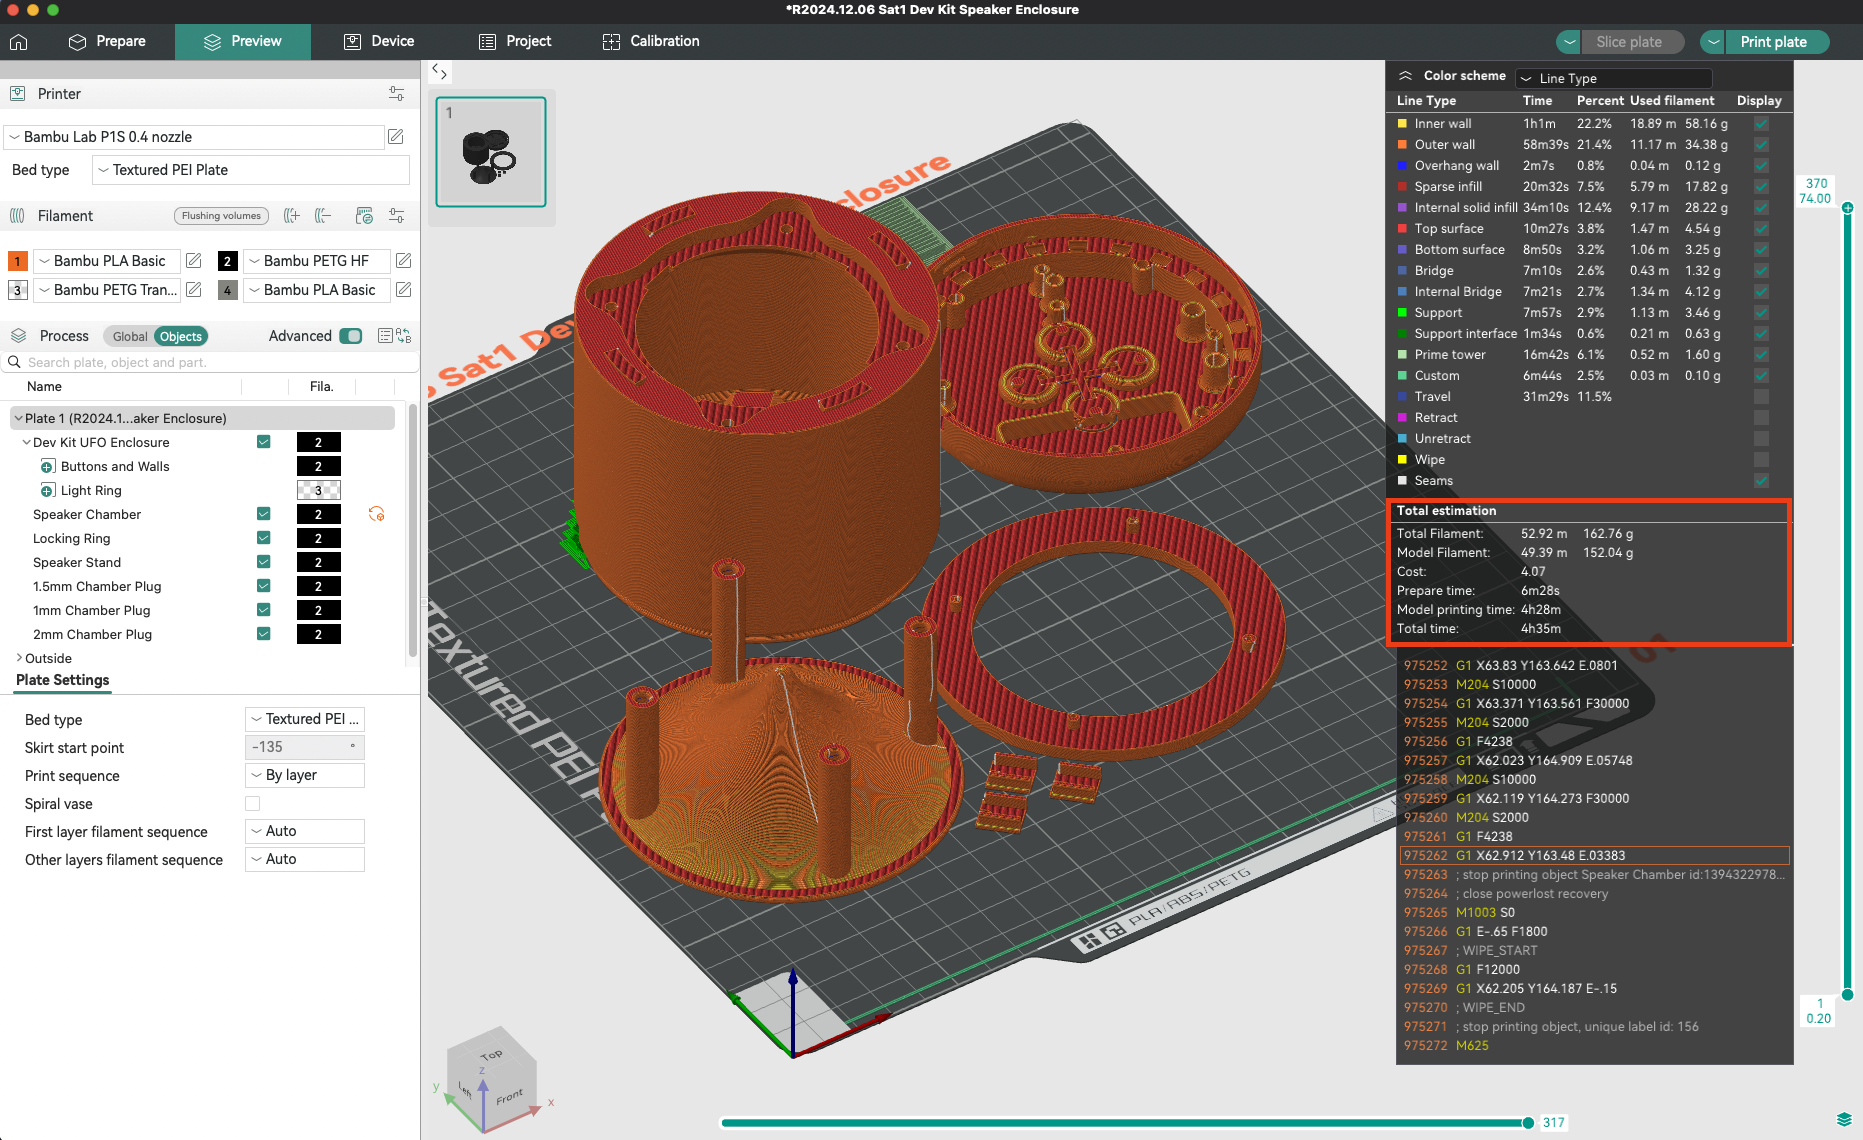 *R2024.12.06 Sat1 Dev Kit Speaker Enclosure
Prepare
Preview
Device
Project
Calibration
Slice plate
Print plate
Printer
Bambu Lab P1S 0.4 nozzle
Bed type
Textured PEI Plate
Filament
Flushing volumes
1 Bambu PLA Basic
2 Bambu PETG HF
3 Bambu PETG Tran...
4 Bambu PLA Basic
Process
Global
Objects
Advanced
Search plate, object and part.
Name Fila.
Plate 1 (R2024.1...aker Enclosure)
Dev Kit UFO Enclosure 2
Buttons and Walls 2
Light Ring 3
Speaker Chamber 2
Locking Ring 2
Speaker Stand 2
1.5mm Chamber Plug 2
1mm Chamber Plug 2
2mm Chamber Plug 2
Outside
Plate Settings
Bed type Textured PEI ...
Skirt start point -135 °
Print sequence By layer
Spiral vase
First layer filament sequence Auto
Other layers filament sequence Auto
1
closure
Sat1 De
Textured PEI
PLA/ABS/PETG
Top
Left
Front
z
y
x
Color scheme Line Type
Line Type Time Percent Used filament Display
Inner wall 1h1m 22.2% 18.89 m 58.16 g
Outer wall 58m39s 21.4% 11.17 m 34.38 g
Overhang wall 2m7s 0.8% 0.04 m 0.12 g
Sparse infill 20m32s 7.5% 5.79 m 17.82 g
Internal solid infill 34m10s 12.4% 9.17 m 28.22 g
Top surface 10m27s 3.8% 1.47 m 4.54 g
Bottom surface 8m50s 3.2% 1.06 m 3.25 g
Bridge 7m10s 2.6% 0.43 m 1.32 g
Internal Bridge 7m21s 2.7% 1.34 m 4.12 g
Support 7m57s 2.9% 1.13 m 3.46 g
Support interface 1m34s 0.6% 0.21 m 0.63 g
Prime tower 16m42s 6.1% 0.52 m 1.60 g
Custom 6m44s 2.5% 0.03 m 0.10 g
Travel 31m29s 11.5%
Retract
Unretract
Wipe
Seams
Total estimation
Total Filament: 52.92 m 162.76 g
Model Filament: 49.39 m 152.04 g
Cost: 4.07
Prepare time: 6m28s
Model printing time: 4h28m
Total time: 4h35m
975252 G1 X63.83 Y163.642 E.0801
975253 M204 S10000
975254 G1 X63.371 Y163.561 F30000
975255 M204 S2000
975256 G1 F4238
975257 G1 X62.023 Y164.909 E.05748
975258 M204 S10000
975259 G1 X62.119 Y164.273 F30000
975260 M204 S2000
975261 G1 F4238
975262 G1 X62.912 Y163.48 E.03383
975263 ; stop printing object Speaker Chamber id:1394322978...
975264 ; close powerlost recovery
975265 M1003 S0
975266 G1 E-.65 F1800
975267 ; WIPE_START
975268 G1 F12000
975269 G1 X62.205 Y164.187 E-.15
975270 ; WIPE_END
975271 ; stop printing object, unique label id: 156
975272 M625
370
74.00
1
0.20
317